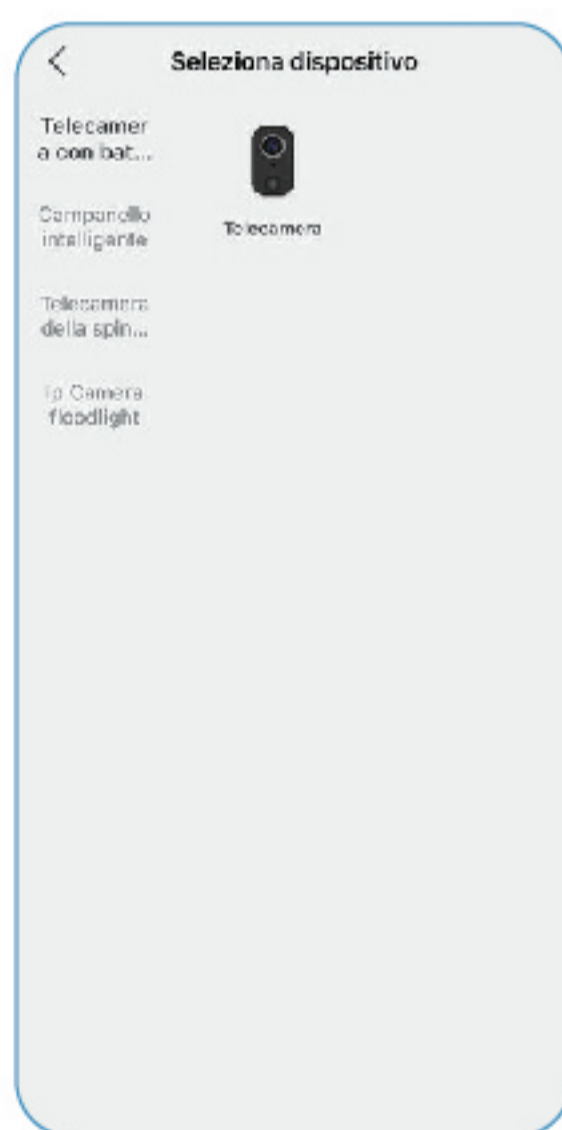 Seleziona dispositivo
Telecamer
a con bat...
Campanello
intelligente
Telecamera
Telecamera
della spin...
Ip Camera
floodlight